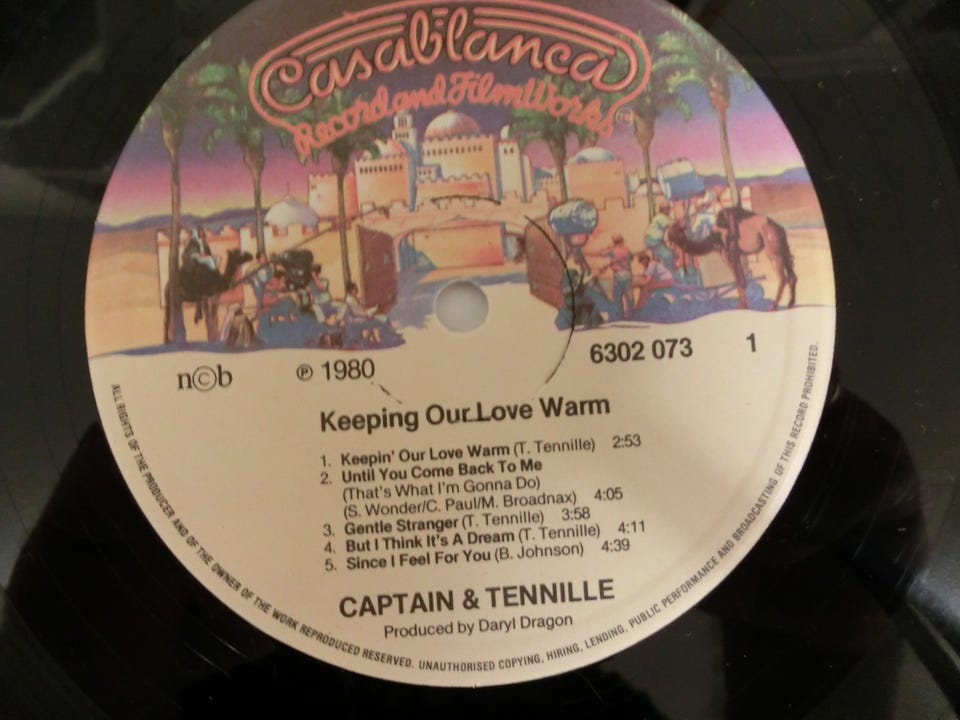 Casablanca
Record and FilmWorks
n©b ℗ 1980 6302 073 1
Keeping Our Love Warm
1. Keepin' Our Love Warm (T. Tennille) 2:53
2. Until You Come Back To Me
(That's What I'm Gonna Do)
(S. Wonder/C. Paul/M. Broadnax) 4:05
3. Gentle Stranger (T. Tennille) 3:58
4. But I Think It's A Dream (T. Tennille) 4:11
5. Since I Feel For You (B. Johnson) 4:39
CAPTAIN & TENNILLE
Produced by Daryl Dragon
ALL RIGHTS OF THE PRODUCER AND OF THE OWNER OF THE WORK REPRODUCED RESERVED. UNAUTHORISED COPYING, HIRING, LENDING, PUBLIC PERFORMANCE AND BROADCASTING OF THIS RECORD PROHIBITED.